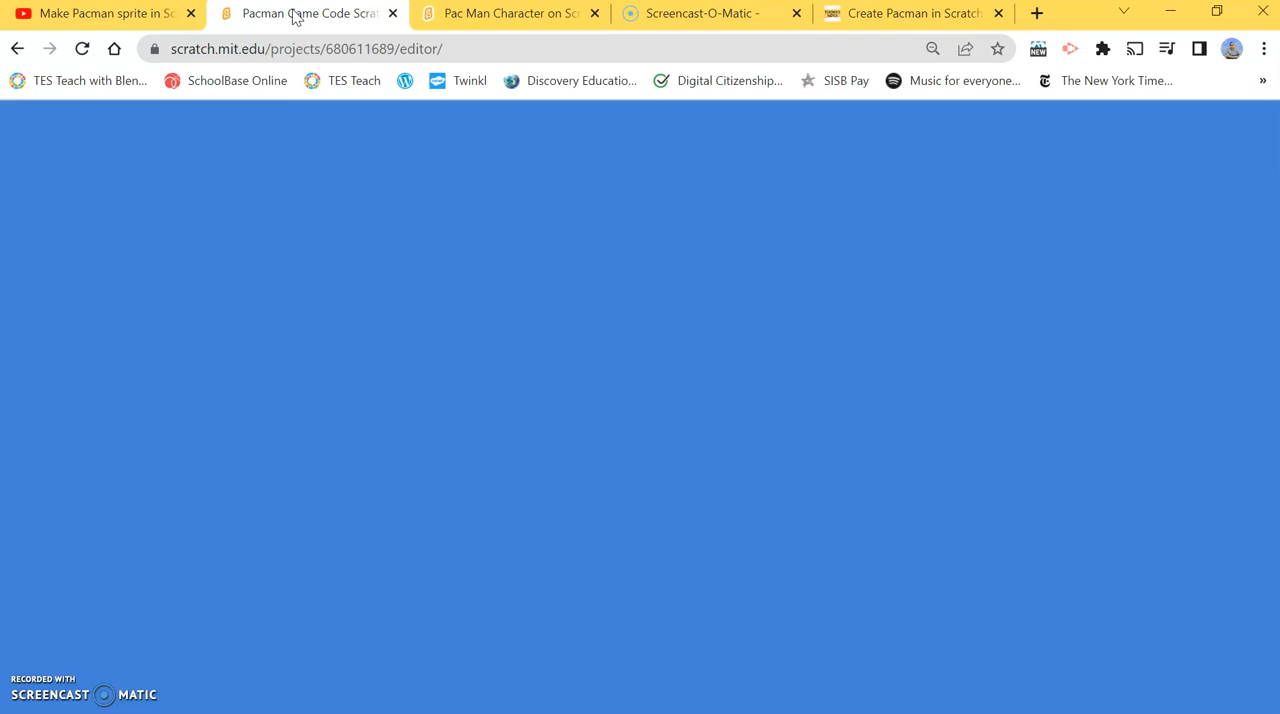 Make Pacman sprite in Sc
Pacman Game Code Scrat
Pac Man Character on Sc
Screencast-O-Matic -
Create Pacman in Scratch
scratch.mit.edu/projects/680611689/editor/
NEW
TES Teach with Blen...
SchoolBase Online
TES Teach
Twinkl
Discovery Educatio...
Digital Citizenship...
SISB Pay
Music for everyone...
The New York Time...
RECORDED WITH
SCREENCAST MATIC